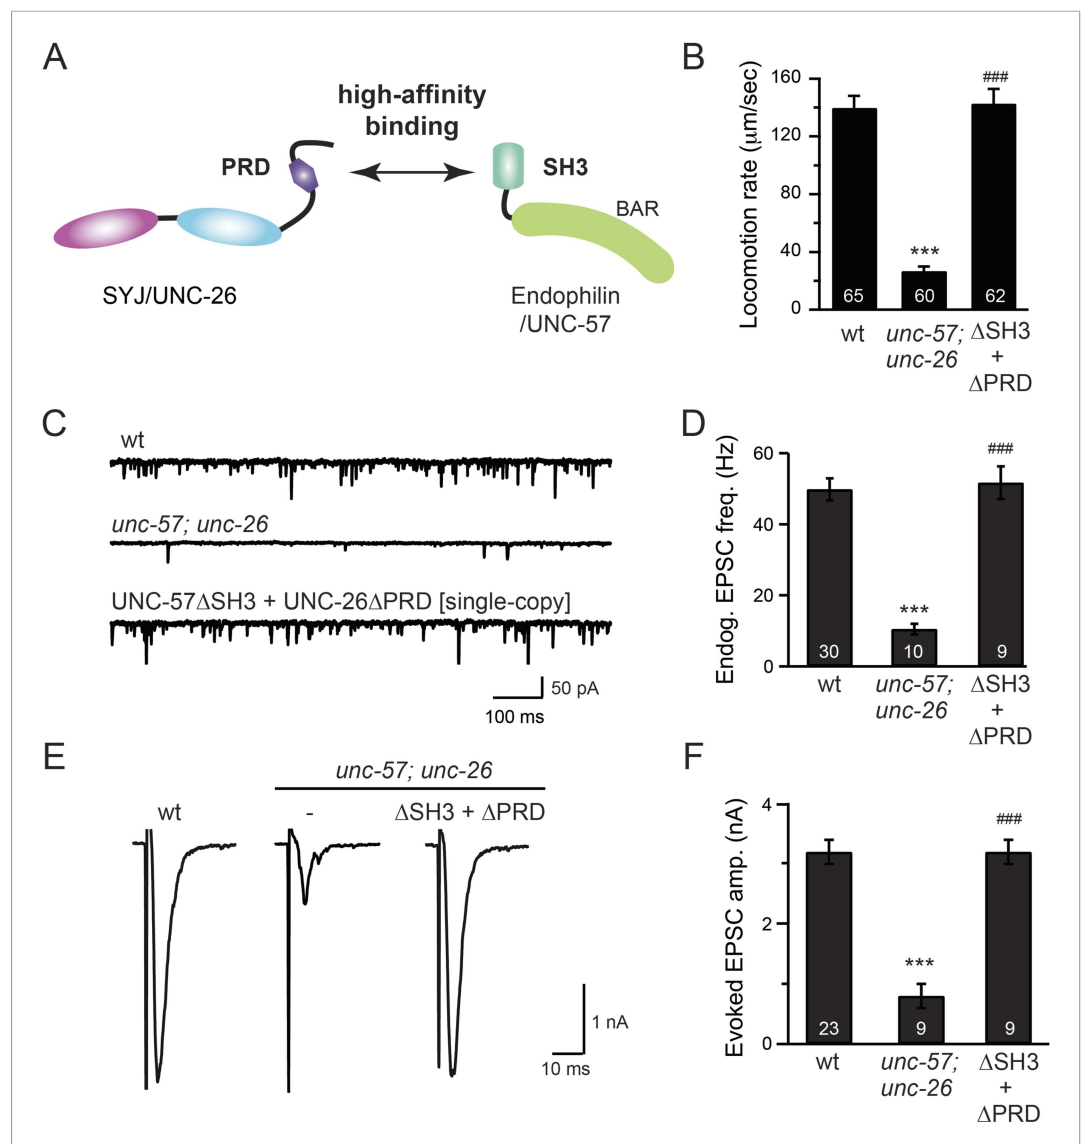 A
high-affinity
binding
PRD
SH3
BAR
SYJ/UNC-26
Endophilin
/UNC-57
B
Locomotion rate (μm/sec)
160
120
80
40
0
***
###
65
60
62
wt
unc-57;
unc-26
ΔSH3
+
ΔPRD
C
wt
unc-57; unc-26
UNC-57ΔSH3 + UNC-26ΔPRD [single-copy]
50 pA
100 ms
D
Endog. EPSC freq. (Hz)
60
40
20
0
***
###
30
10
9
wt
unc-57;
unc-26
ΔSH3
+
ΔPRD
E
unc-57; unc-26
wt
-
ΔSH3 + ΔPRD
1 nA
10 ms
F
Evoked EPSC amp. (nA)
4
2
0
***
###
23
9
9
wt
unc-57;
unc-26
ΔSH3
+
ΔPRD